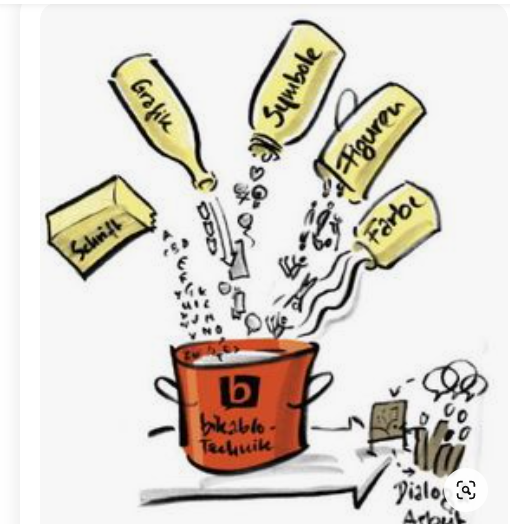 Grafik
Symbole
Figuren
Farbe
Schrift
b
bikablo-
Technik
Dialog
Arbeit